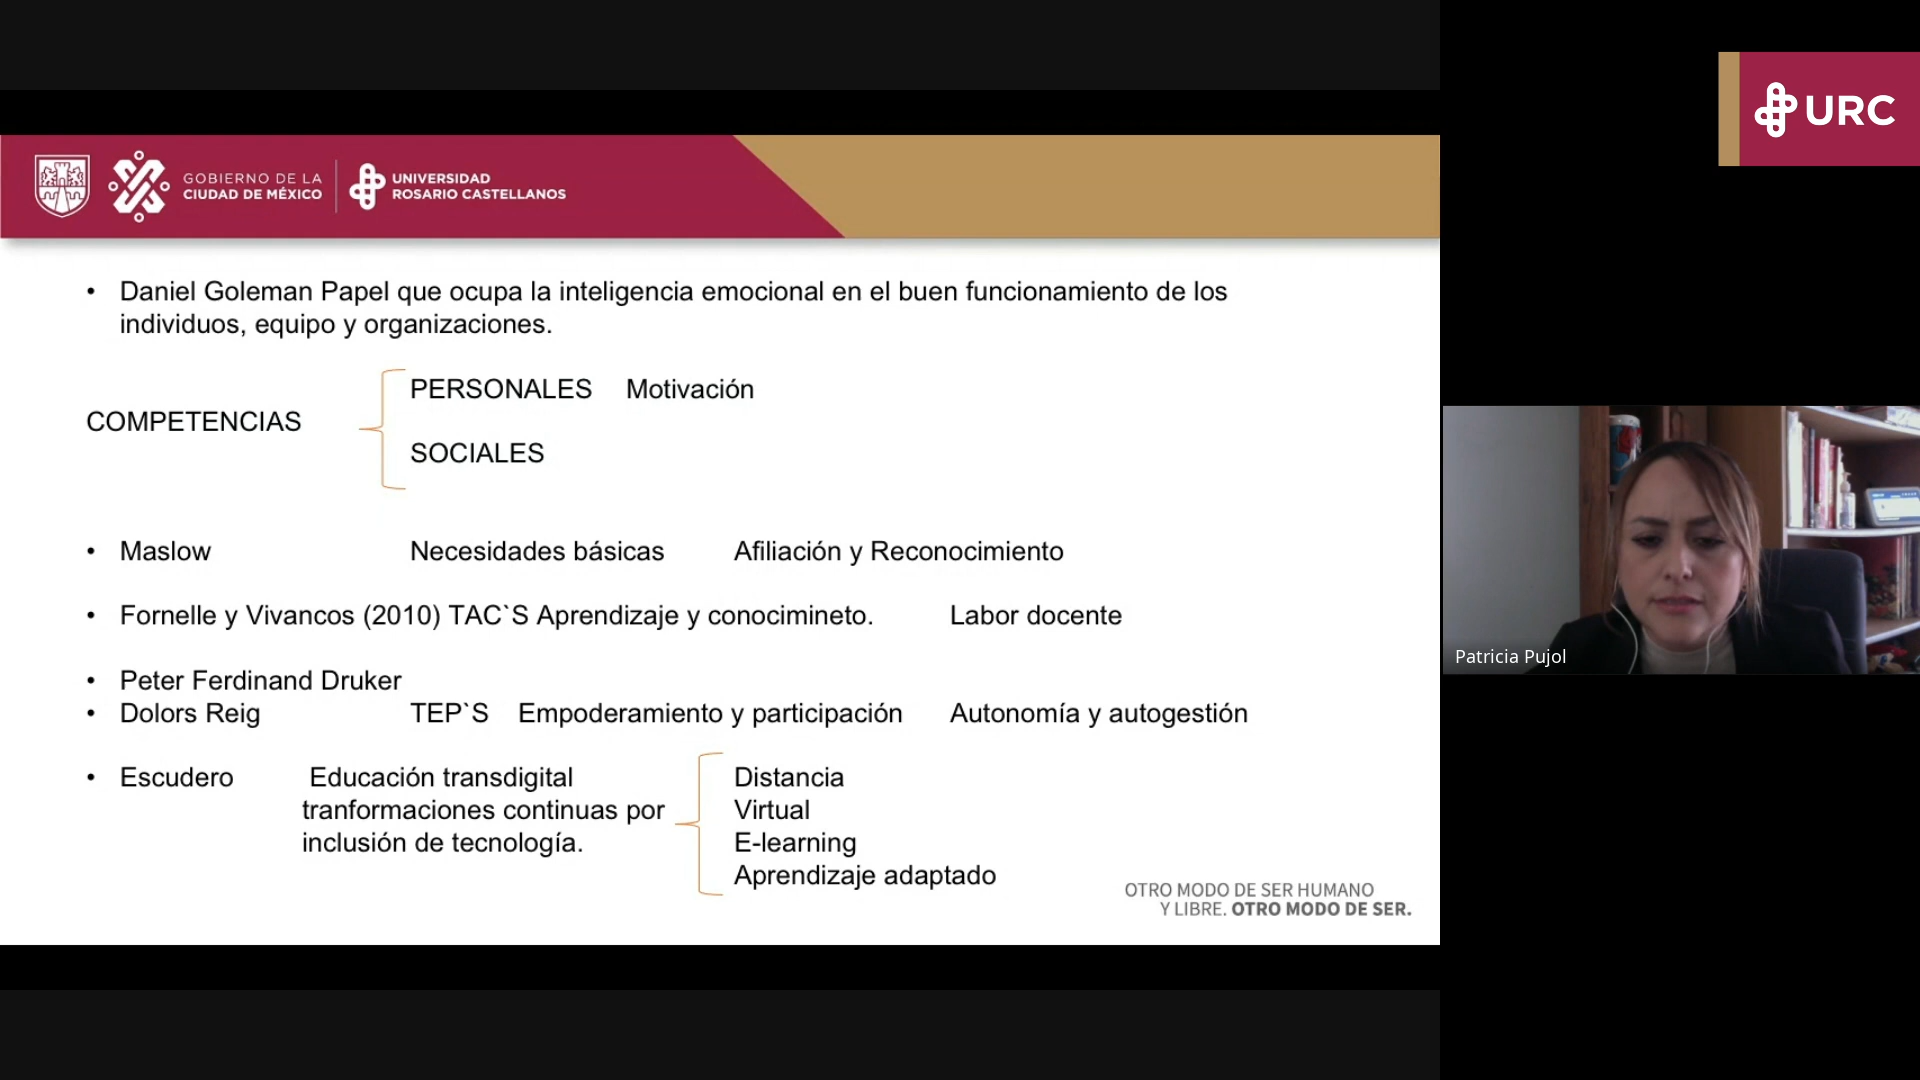 URC
GOBIERNO DE LA
CIUDAD DE MÉXICO
UNIVERSIDAD
ROSARIO CASTELLANOS
• Daniel Goleman Papel que ocupa la inteligencia emocional en el buen funcionamiento de los
individuos, equipo y organizaciones.
PERSONALES Motivación
COMPETENCIAS
SOCIALES
• Maslow Necesidades básicas Afiliación y Reconocimiento
• Fornelle y Vivancos (2010) TAC`S Aprendizaje y conocimineto. Labor docente
• Peter Ferdinand Druker
• Dolors Reig TEP`S Empoderamiento y participación Autonomía y autogestión
• Escudero Educación transdigital Distancia
tranformaciones continuas por Virtual
inclusión de tecnología. E-learning
Aprendizaje adaptado
OTRO MODO DE SER HUMANO
Y LIBRE. OTRO MODO DE SER.
Patricia Pujol